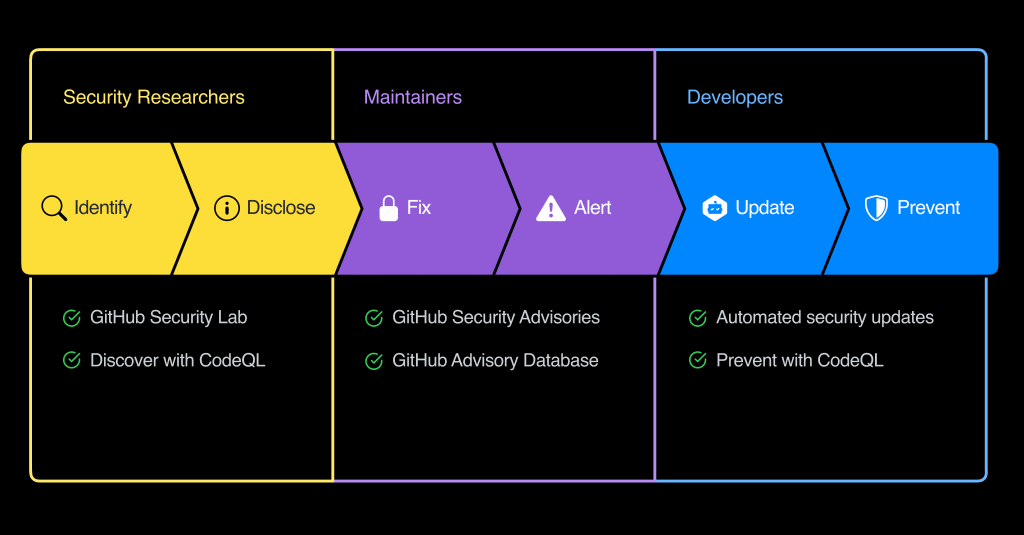 Security Researchers
Maintainers
Developers
Identify
Disclose
Fix
Alert
Update
Prevent
GitHub Security Lab
Discover with CodeQL
GitHub Security Advisories
GitHub Advisory Database
Automated security updates
Prevent with CodeQL